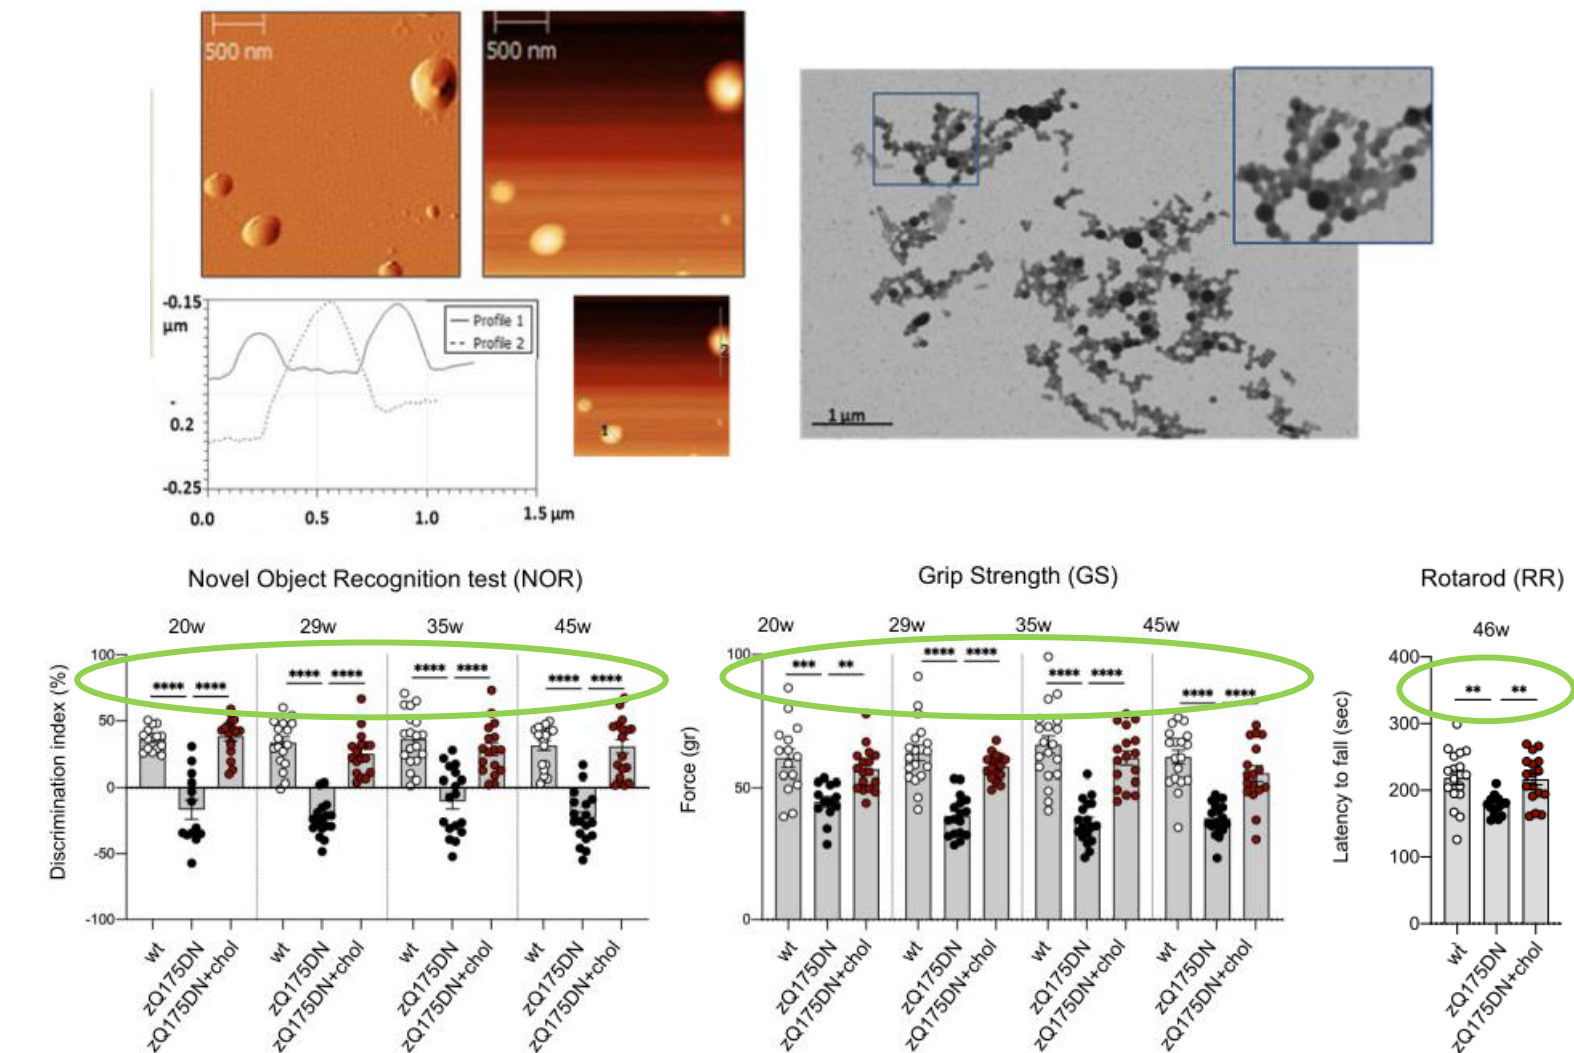 500 nm
500 nm
-0.15
μm
Profile 1
Profile 2
-
0.2
-0.25
0.0 0.5 1.0 1.5 μm
2
1
1 μm
Novel Object Recognition test (NOR)
20w 29w 35w 45w
**** **** **** **** **** **** **** ****
Discrimination index (%)
100
50
0
-50
-100
wt zQ175DN zQ175DN+chol wt zQ175DN zQ175DN+chol wt zQ175DN zQ175DN+chol wt zQ175DN zQ175DN+chol
Grip Strength (GS)
20w 29w 35w 45w
*** ** **** **** **** **** **** ****
Force (gr)
100
50
0
wt zQ175DN zQ175DN+chol wt zQ175DN zQ175DN+chol wt zQ175DN zQ175DN+chol wt zQ175DN zQ175DN+chol
Rotarod (RR)
46w
** **
Latency to fall (sec)
400
300
200
100
0
wt zQ175DN zQ175DN+chol